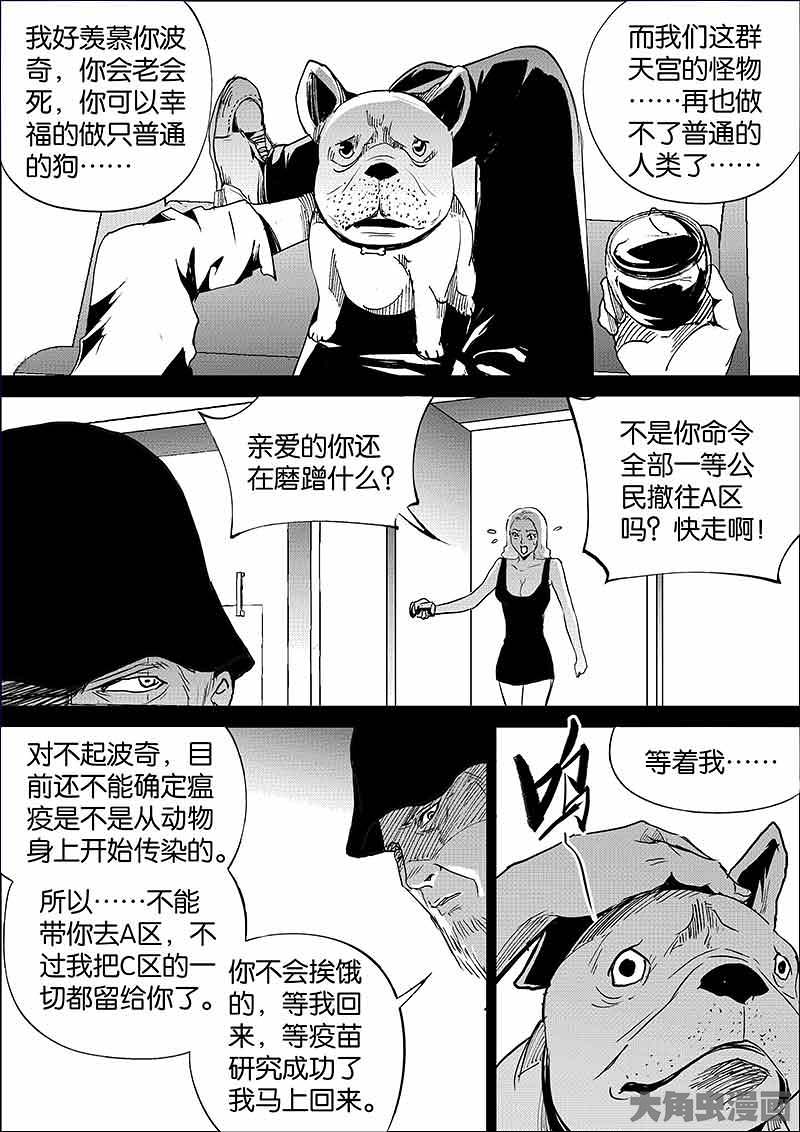 我好羡慕你波
奇，你会老会
死，你可以幸
福的做只普通
的狗……
而我们这群
天宫的怪物
……再也做
不了普通的
人类了……
亲爱的你还
在磨蹭什么？
不是你命令
全部一等公
民撤往A区
吗？快走啊！
对不起波奇，目
前还不能确定瘟
疫是不是从动物
身上开始传染的。
所以……不能
带你去A区，不
过我把C区的一
切都留给你了。
你不会挨饿
的，等我回
来，等疫苗
研究成功了
我马上回来。
等着我……
呜
大角虫漫画